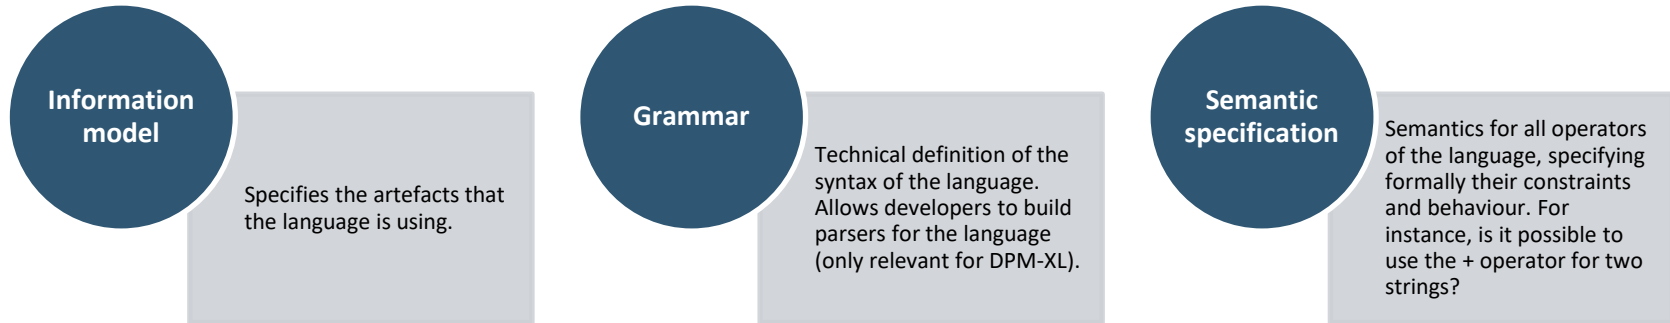 Information
model
Specifies the artefacts that
the language is using.
Grammar
Technical definition of the
syntax of the language.
Allows developers to build
parsers for the language
(only relevant for DPM-XL).
Semantic
specification
Semantics for all operators
of the language, specifying
formally their constraints
and behaviour. For
instance, is it possible to
use the + operator for two
strings?